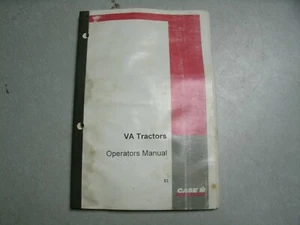 VA Tractors
Operators Manual
CASE IH